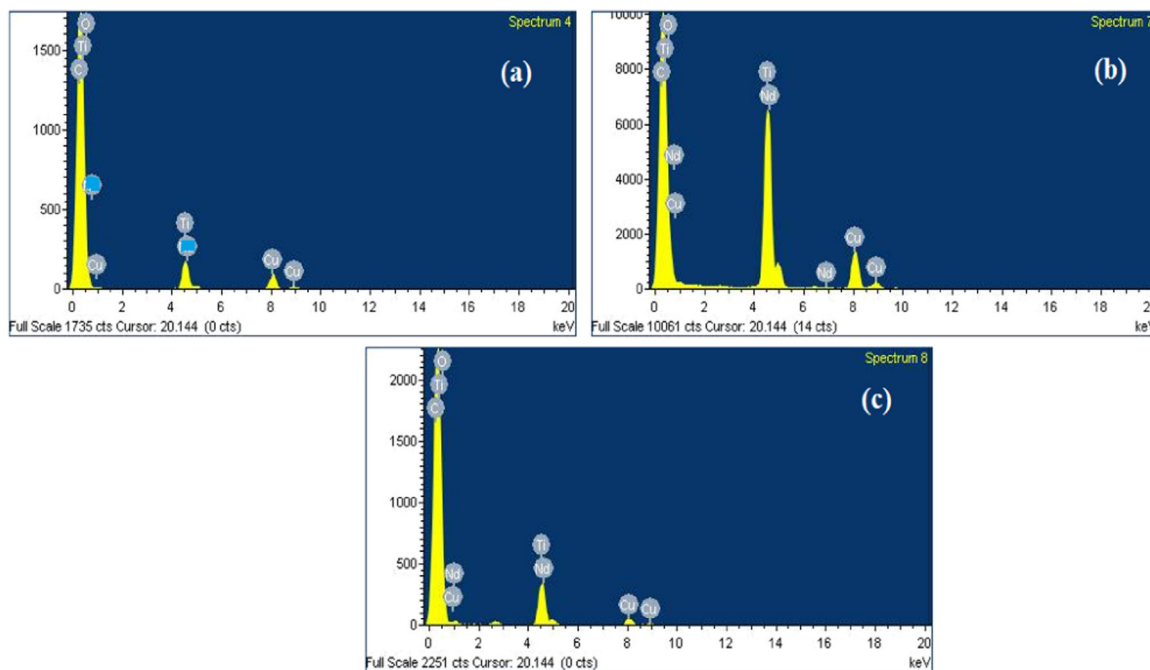 Spectrum 4
(a)
O
Ti
C
Cu
Ti
Cu
Cu
1500
1000
500
0
0 2 4 6 8 10 12 14 16 18 20
Full Scale 1735 cts Cursor: 20.144 (0 cts)
keV
Spectrum 7
(b)
10000
8000
6000
4000
2000
0
O
Ti
C
Nd
Cu
Ti
Nd
Nd
Cu
Cu
0 2 4 6 8 10 12 14 16 18 20
Full Scale 10061 cts Cursor: 20.144 (14 cts)
keV
Spectrum 8
(c)
2000
1500
1000
500
0
O
Ti
C
Nd
Cu
Ti
Nd
Cu
Cu
0 2 4 6 8 10 12 14 16 18 20
Full Scale 2251 cts Cursor: 20.144 (0 cts)
keV